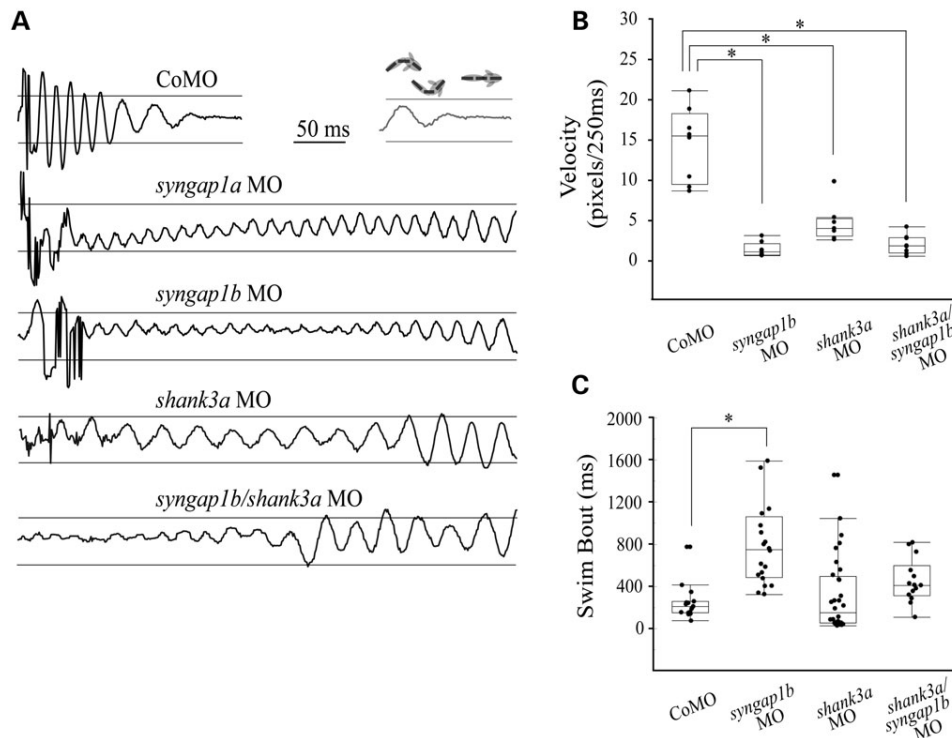 A
CoMO
50 ms
syngap1a MO
syngap1b MO
shank3a MO
syngap1b/shank3a MO
B
Velocity
(pixels/250ms)
30
25
20
15
10
5
0
*
*
*
CoMO
syngap1b
MO
shank3a
MO
shank3a/
syngap1b
MO
C
Swim Bout (ms)
2000
1600
1200
800
400
0
*
CoMO
syngap1b
MO
shank3a
MO
shank3a/
syngap1b
MO